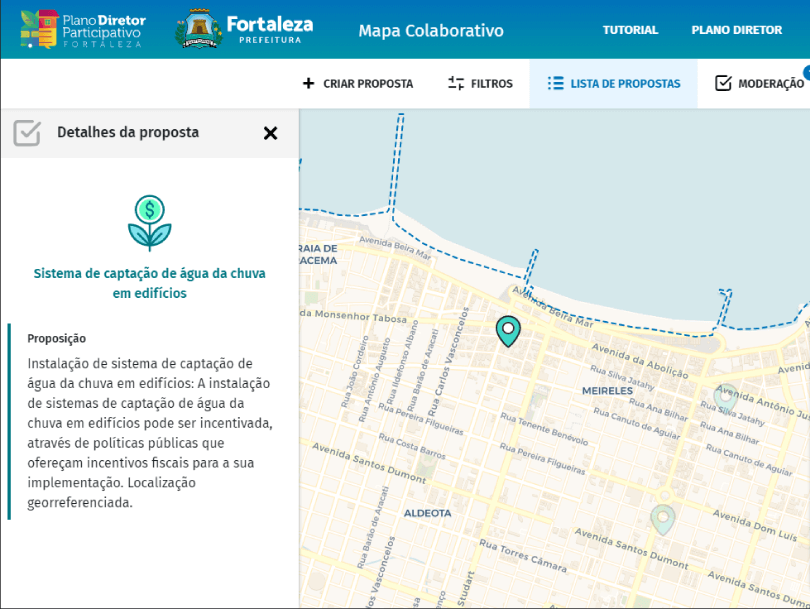 Plano Diretor
Participativo
FORTALEZA
Fortaleza
PREFEITURA
Mapa Colaborativo
TUTORIAL
PLANO DIRETOR
CRIAR PROPOSTA
FILTROS
LISTA DE PROPOSTAS
MODERAÇÃO
Detalhes da proposta
Sistema de captação de água da chuva
em edifícios
Proposição
Instalação de sistema de captação de
água da chuva em edifícios: A instalação
de sistemas de captação de água da
chuva em edifícios pode ser incentivada,
através de políticas públicas que
ofereçam incentivos fiscais para a sua
implementação. Localização
georreferenciada.
RAIA DE
ACEMA
Avenida Beira Mar
Avenida Beira Mar
da Monsenhor Tabosa
Rua João Cordeiro
Rua Antônio Augusto
Rua Ildefonso Albano
Rua Barão de Aracati
Rua Carlos Vasconcelos
Avenida da Abolição
Avenid
Rua Silva Jatahy
MEIRELES
Rua Ana Bilhar
Rua Canuto de Aguiar
Avenida Antônio Ju
Rua Silva Jatahy
Rua Ana Bilhar
Rua Canuto de Aguiar
Rua Pereira Filgueiras
Rua Tenente Benévolo
Rua Costa Barros
Rua Pereira Filgueiras
Avenida Santos Dumont
ALDEOTA
Rua Barão de Aracati
Rua Torres Câmara
Avenida Santos Dumont
Avenida Dom Luís
os Vasconcelos
nço
Studart
Avenida Santos Dumont